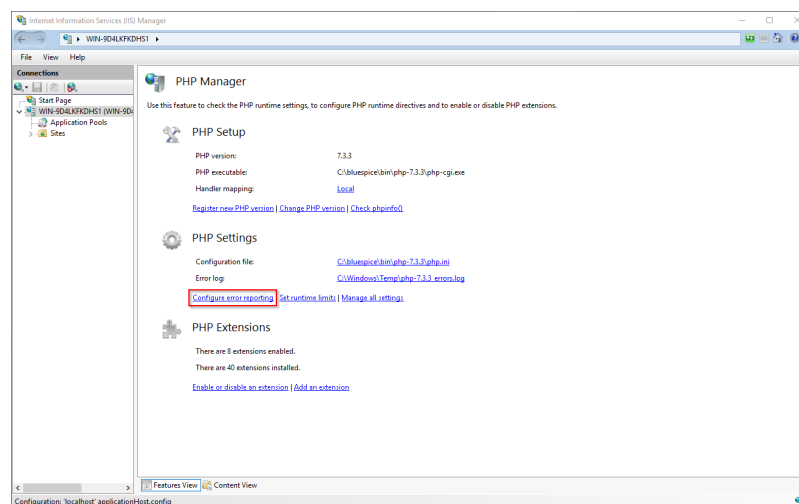 Internet Information Services (IIS) Manager
WIN-9D4LKFKDHS1
File View Help
Connections
Start Page
WIN-9D4LKFKDHS1 (WIN-9D4
Application Pools
Sites
PHP Manager
Use this feature to check the PHP runtime settings, to configure PHP runtime directives and to enable or disable PHP extensions.
PHP Setup
PHP version: 7.3.3
PHP executable: C:\bluespice\bin\php-7.3.3\php-cgi.exe
Handler mapping: Local
Register new PHP version | Change PHP version | Check phpinfo()
PHP Settings
Configuration file: C:\bluespice\bin\php-7.3.3\php.ini
Error log: C:\Windows\Temp\php-7.3.3_errors.log
Configure error reporting Set runtime limits | Manage all settings
PHP Extensions
There are 8 extensions enabled.
There are 40 extensions installed.
Enable or disable an extension | Add an extension
Features View Content View
Configuration: 'localhost' applicationHost.config